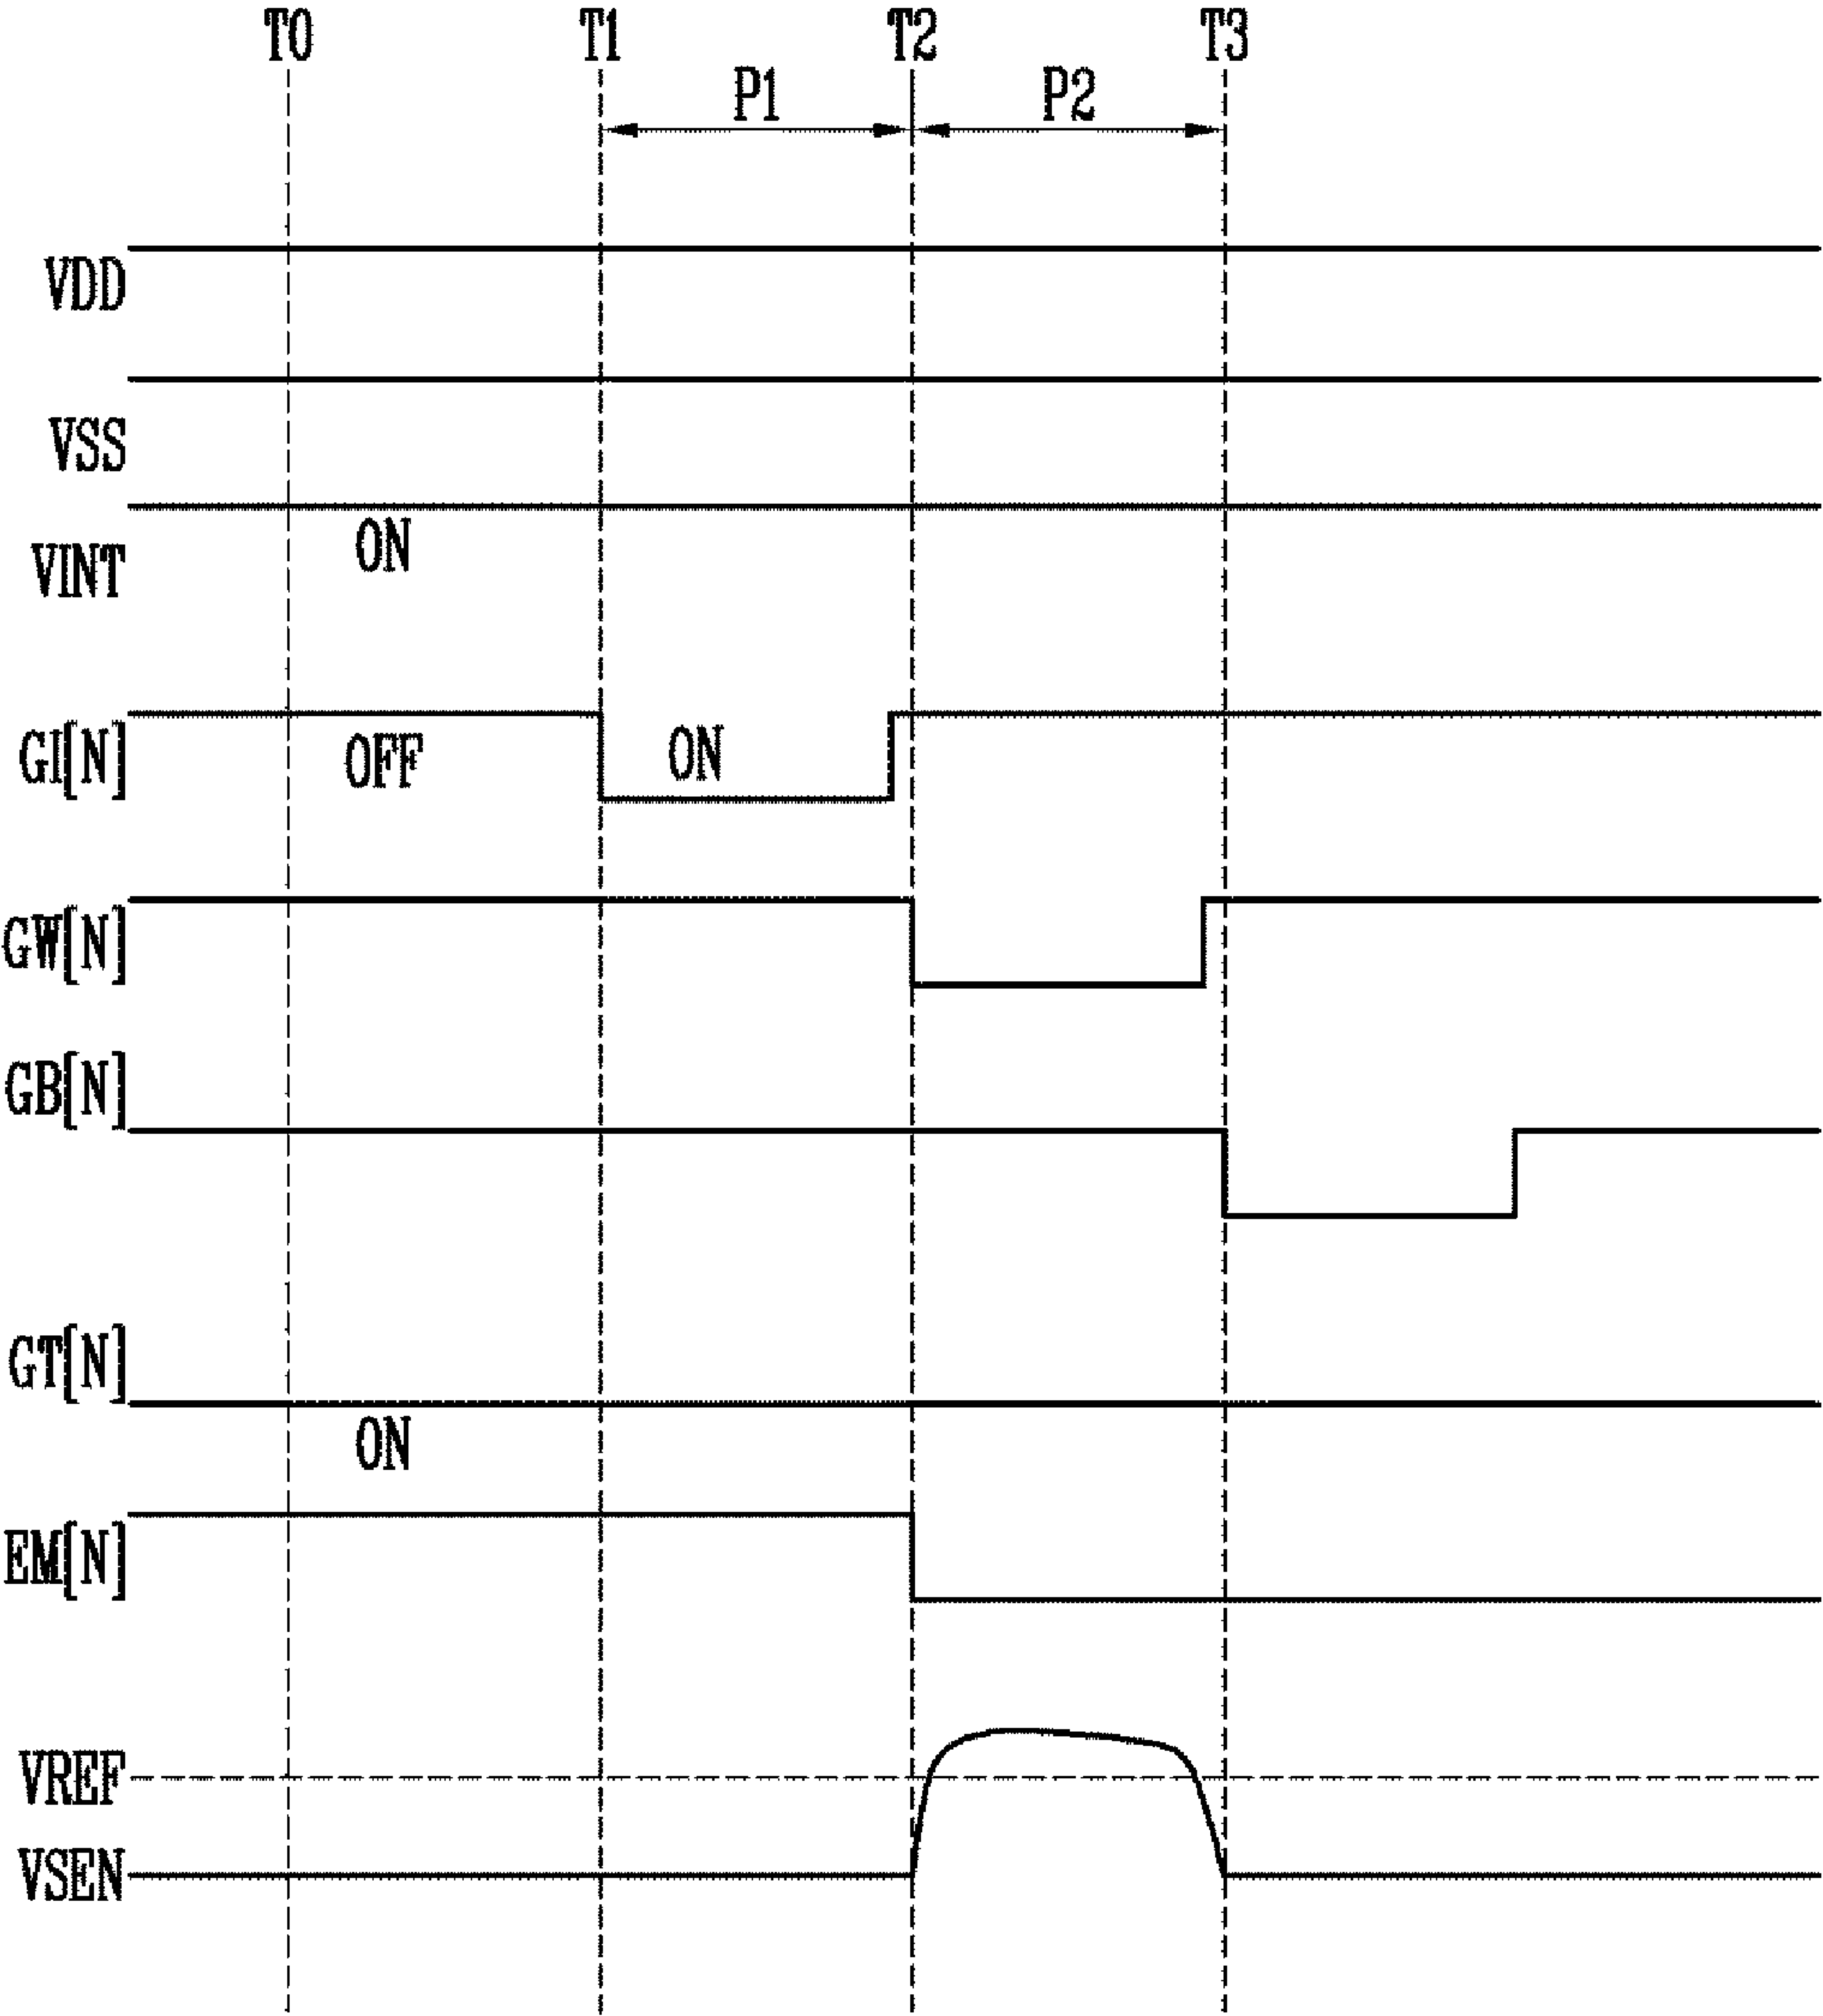 T0 T1 T2 T3
P1 P2
VDD
VSS
VINT ON
GI[N] OFF ON
GW[N]
GB[N]
GT[N]
ON
EM[N]
VREF
VSEN